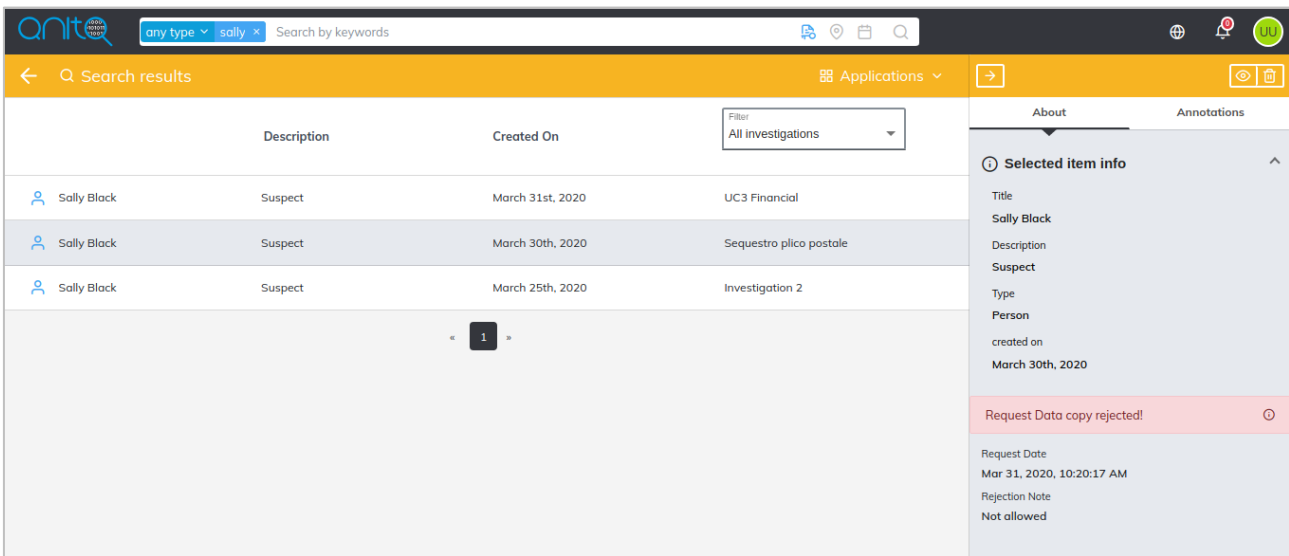 any type sally × Search by keywords
0
UU
Search results
Applications
Description
Created On
Filter
All investigations
Sally Black Suspect March 31st, 2020 UC3 Financial
Sally Black Suspect March 30th, 2020 Sequestro plico postale
Sally Black Suspect March 25th, 2020 Investigation 2
« 1 »
About Annotations
Selected item info
Title
Sally Black
Description
Suspect
Type
Person
created on
March 30th, 2020
Request Data copy rejected!
Request Date
Mar 31, 2020, 10:20:17 AM
Rejection Note
Not allowed